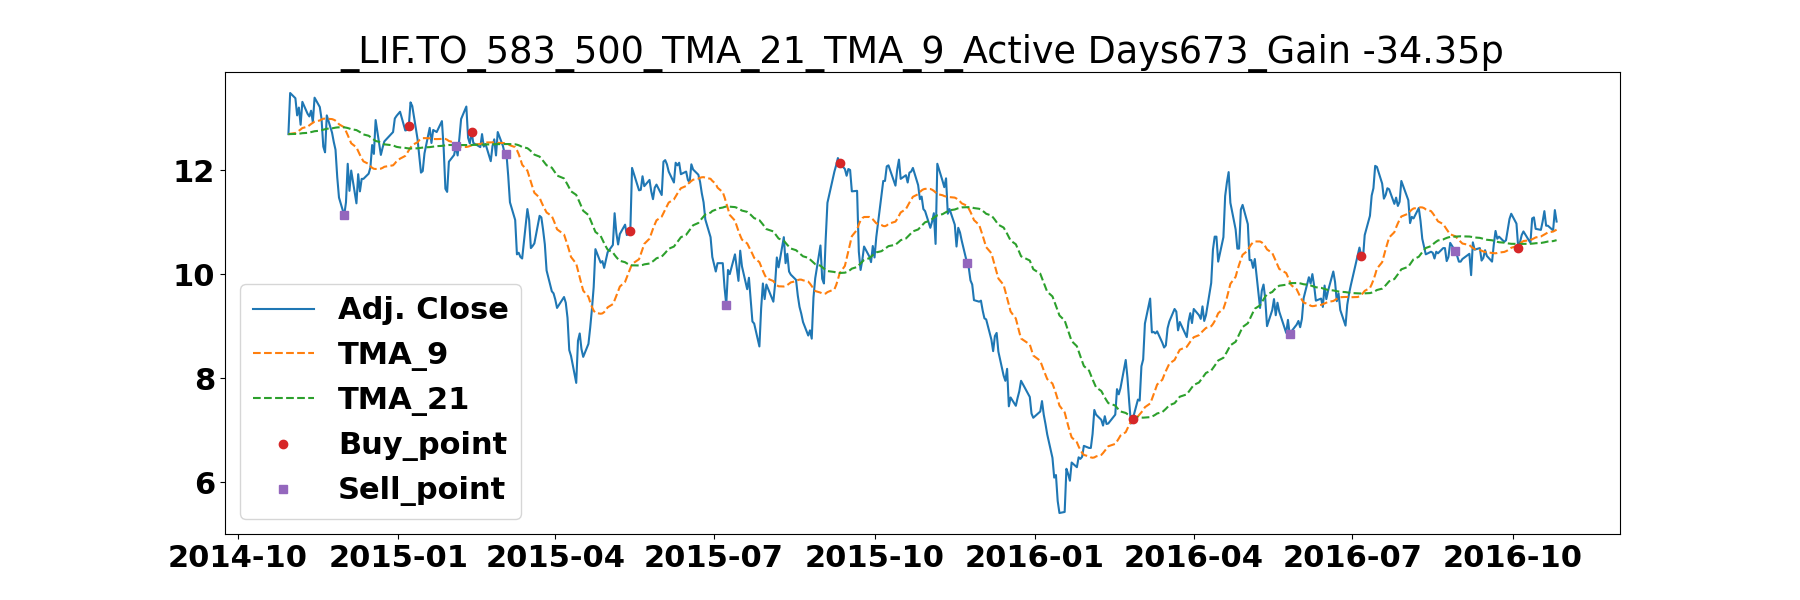 _LIF.TO_583_500_TMA_21_TMA_9_Active Days673_Gain -34.35p
12
10
8
6
Adj. Close
TMA_9
TMA_21
Buy_point
Sell_point
2014-10 2015-01 2015-04 2015-07 2015-10 2016-01 2016-04 2016-07 2016-10